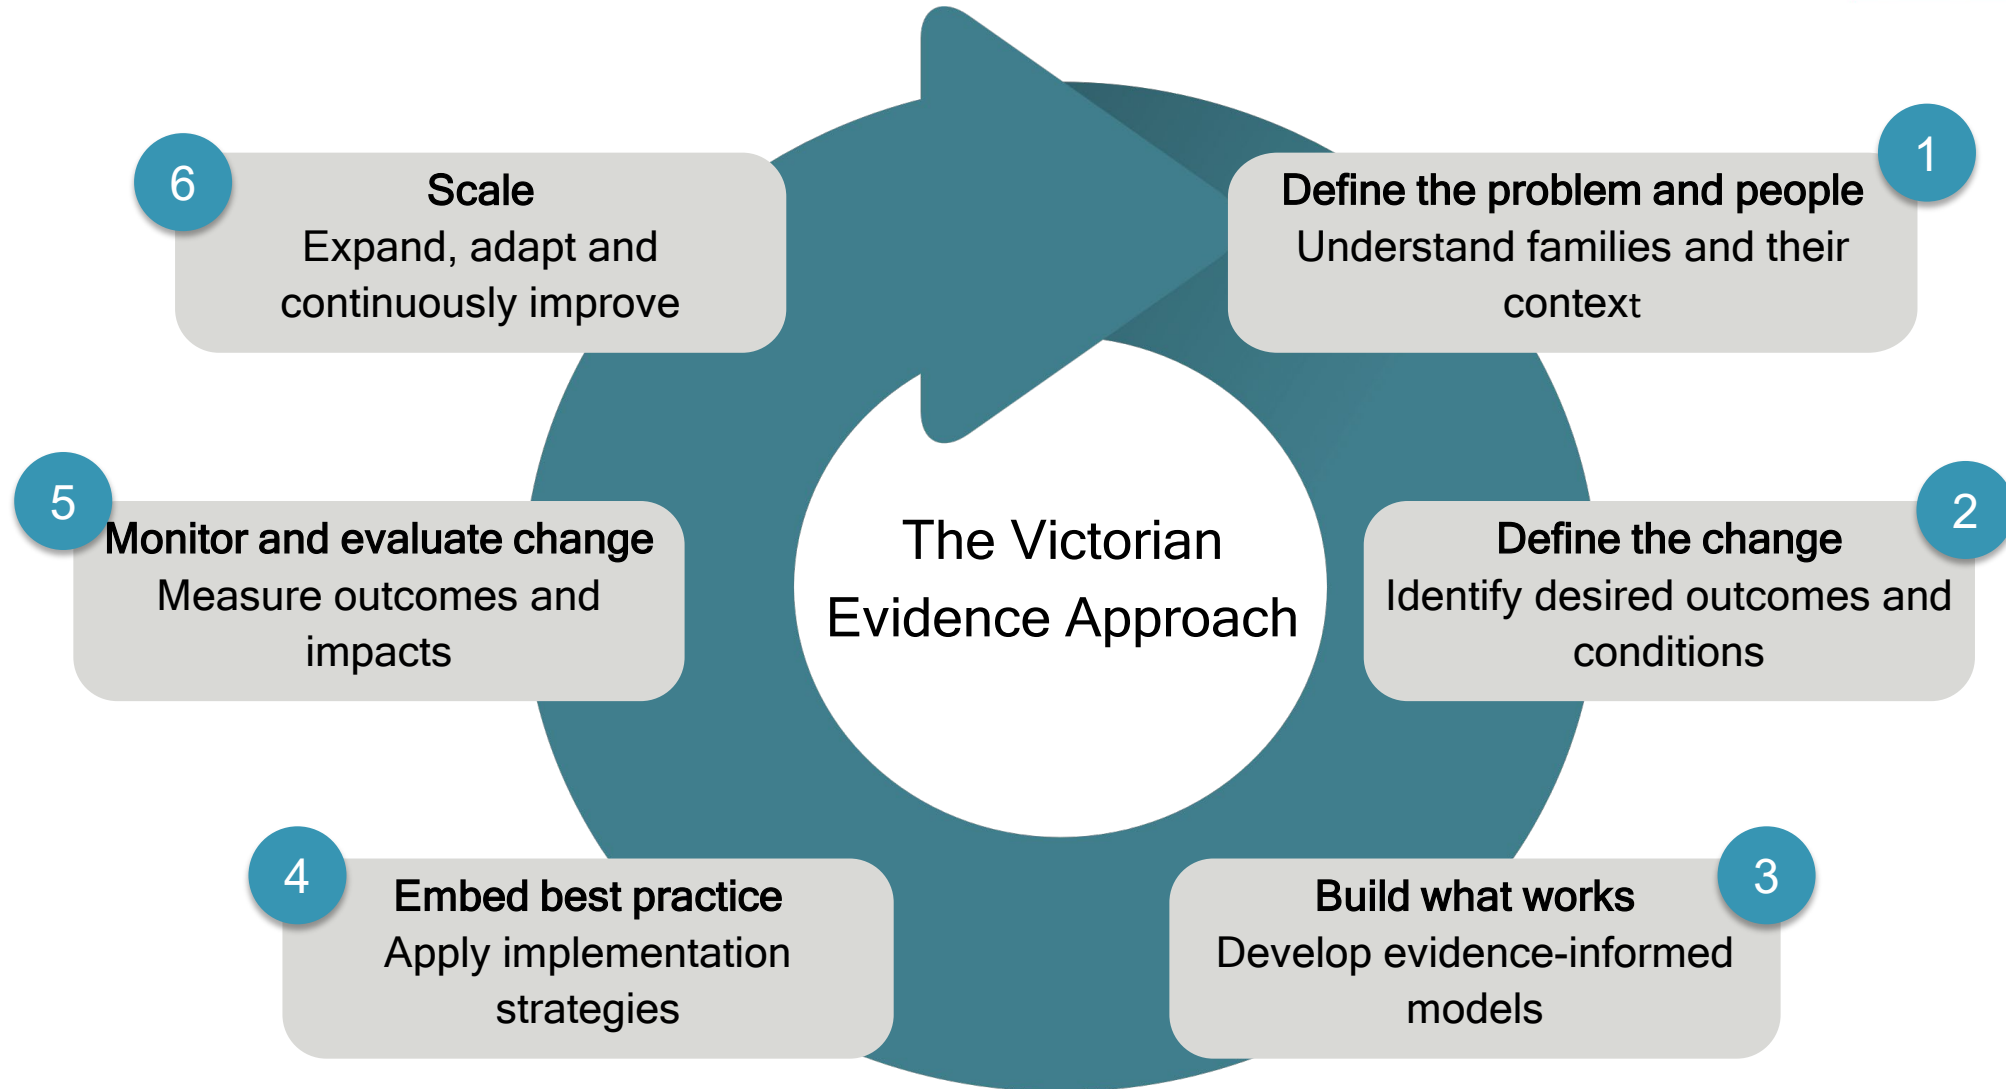 1
Define the problem and people
Understand families and their
context
2
Define the change
Identify desired outcomes and
conditions
3
Build what works
Develop evidence-informed
models
4
Embed best practice
Apply implementation
strategies
5
Monitor and evaluate change
Measure outcomes and
impacts
6
Scale
Expand, adapt and
continuously improve
The Victorian
Evidence Approach